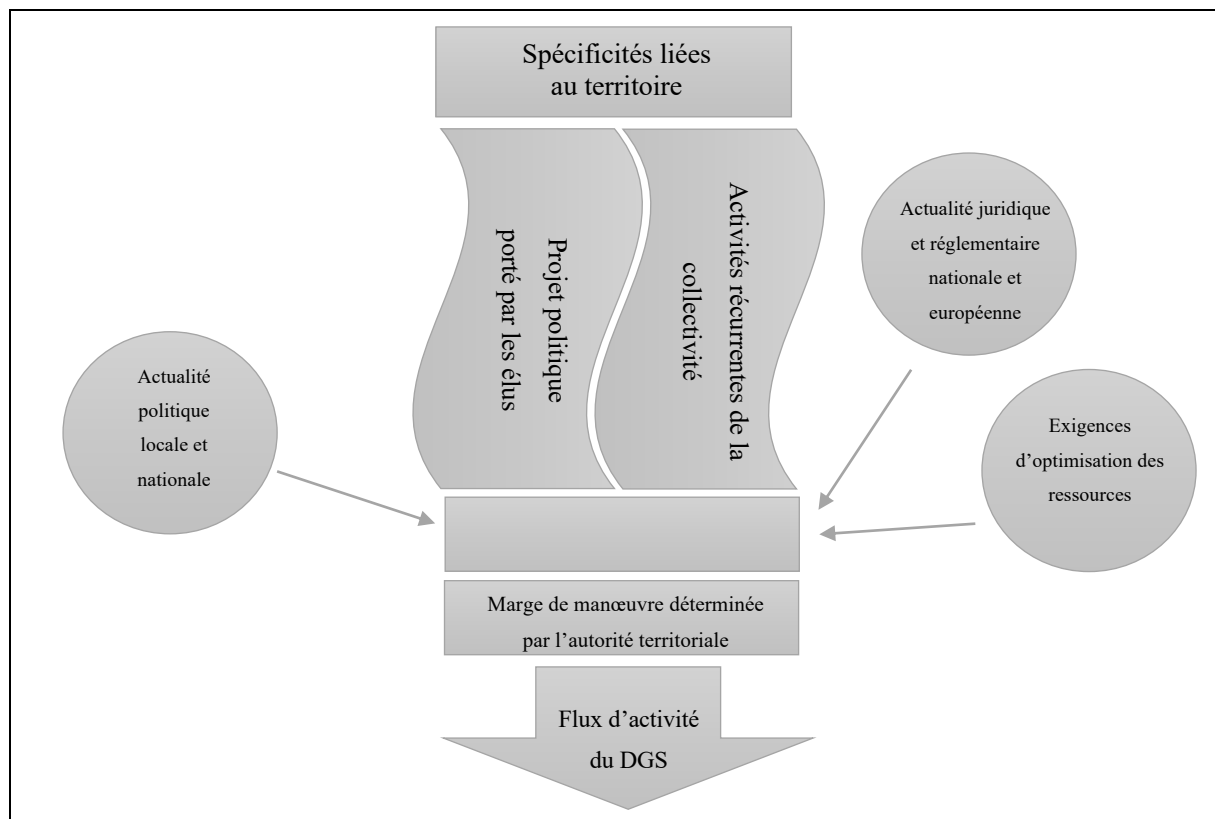 Spécificités liées
au territoire
Projet politique
porté par les élus
Activités récurrentes de la
collectivité
Actualité juridique
et réglementaire
nationale et
européenne
Actualité
politique
locale et
nationale
Exigences
d’optimisation des
ressources
Marge de manœuvre déterminée
par l’autorité territoriale
Flux d’activité
du DGS